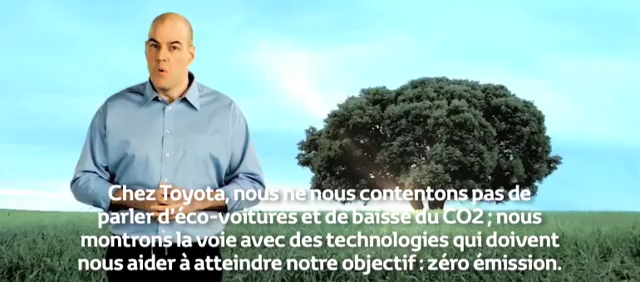 Chez Toyota, nous ne nous contentons pas de
parler d'éco-voitures et de baisse du CO2 ; nous
montrons la voie avec des technologies qui doivent
nous aider à atteindre notre objectif : zéro émission.